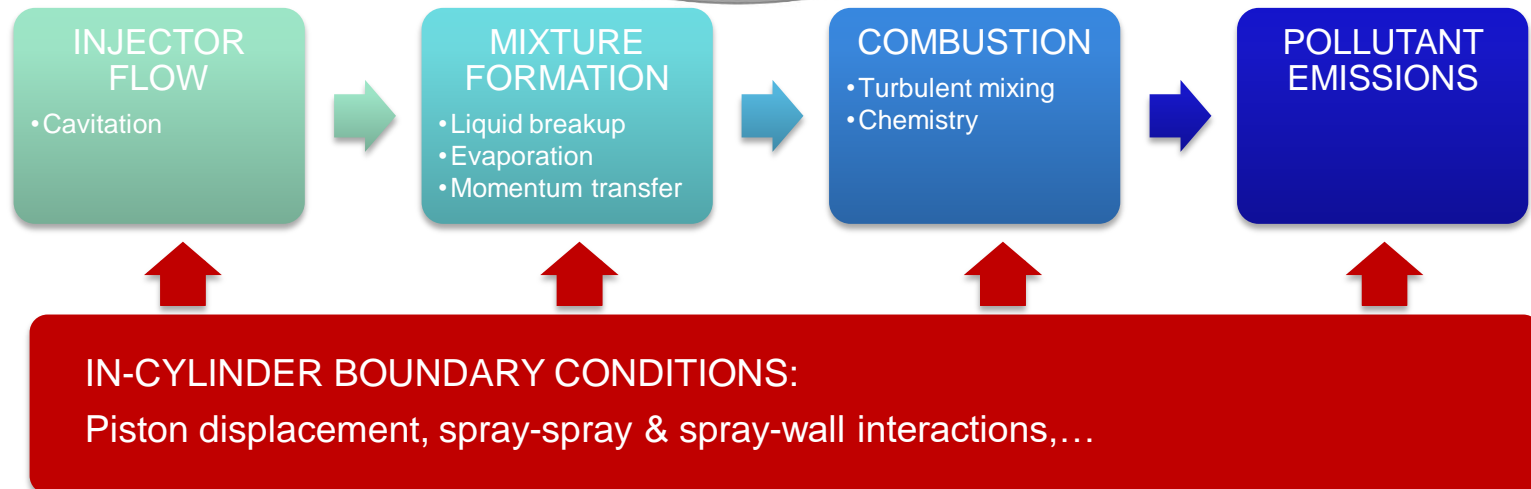 INJECTOR
FLOW
•Cavitation
MIXTURE
FORMATION
•Liquid breakup
•Evaporation
•Momentum transfer
COMBUSTION
•Turbulent mixing
•Chemistry
POLLUTANT
EMISSIONS
IN-CYLINDER BOUNDARY CONDITIONS:
Piston displacement, spray-spray & spray-wall interactions,…